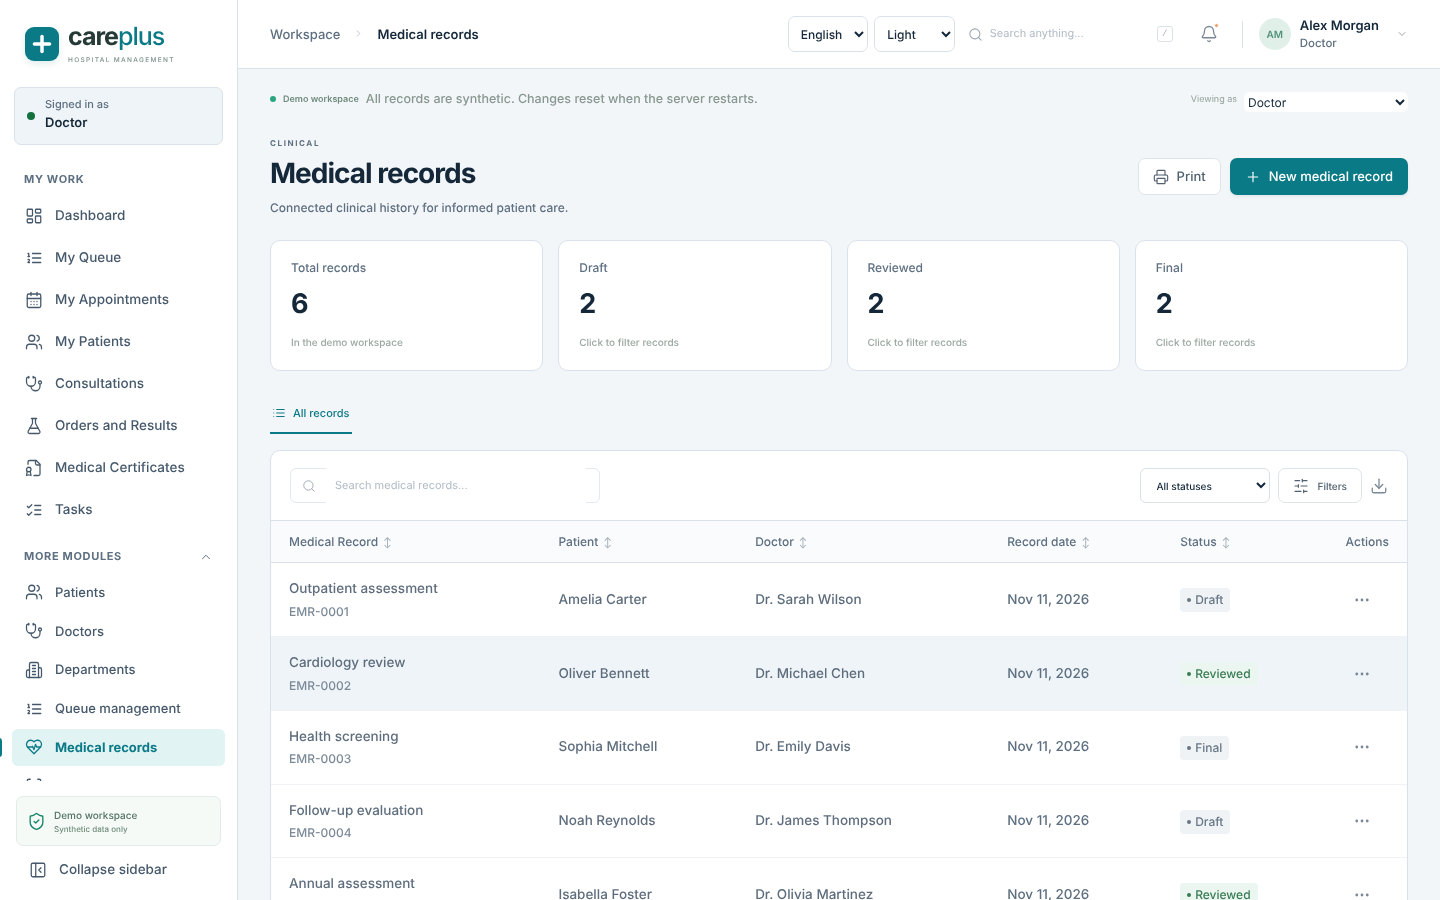 careplus
HOSPITAL MANAGEMENT
Signed in as
Doctor
MY WORK
Dashboard
My Queue
My Appointments
My Patients
Consultations
Orders and Results
Medical Certificates
Tasks
MORE MODULES
Patients
Doctors
Departments
Queue management
Medical records
Demo workspace
Synthetic data only
Collapse sidebar
Workspace
Medical records
English
Light
Search anything...
/
AM
Alex Morgan
Doctor
Demo workspace All records are synthetic. Changes reset when the server restarts.
Viewing as Doctor
CLINICAL
Medical records
Connected clinical history for informed patient care.
Print
New medical record
Total records
6
In the demo workspace
Draft
2
Click to filter records
Reviewed
2
Click to filter records
Final
2
Click to filter records
All records
Search medical records...
All statuses
Filters
Medical Record Patient Doctor Record date Status Actions
Outpatient assessment
EMR-0001
Amelia Carter Dr. Sarah Wilson Nov 11, 2026 • Draft
Cardiology review
EMR-0002
Oliver Bennett Dr. Michael Chen Nov 11, 2026 • Reviewed
Health screening
EMR-0003
Sophia Mitchell Dr. Emily Davis Nov 11, 2026 • Final
Follow-up evaluation
EMR-0004
Noah Reynolds Dr. James Thompson Nov 11, 2026 • Draft
Annual assessment
Isabella Foster Dr. Olivia Martinez Nov 11, 2026 • Reviewed